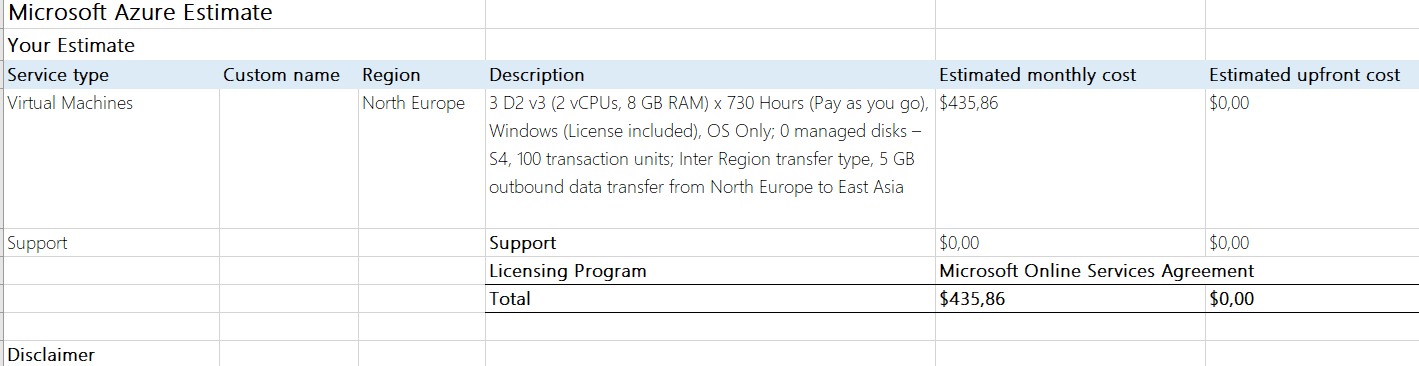 Microsoft Azure Estimate
Your Estimate
Service type Custom name Region Description Estimated monthly cost Estimated upfront cost
Virtual Machines North Europe 3 D2 v3 (2 vCPUs, 8 GB RAM) x 730 Hours (Pay as you go), $435,86 $0,00
Windows (License included), OS Only; 0 managed disks –
S4, 100 transaction units; Inter Region transfer type, 5 GB
outbound data transfer from North Europe to East Asia
Support Support $0,00 $0,00
Licensing Program Microsoft Online Services Agreement
Total $435,86 $0,00
Disclaimer